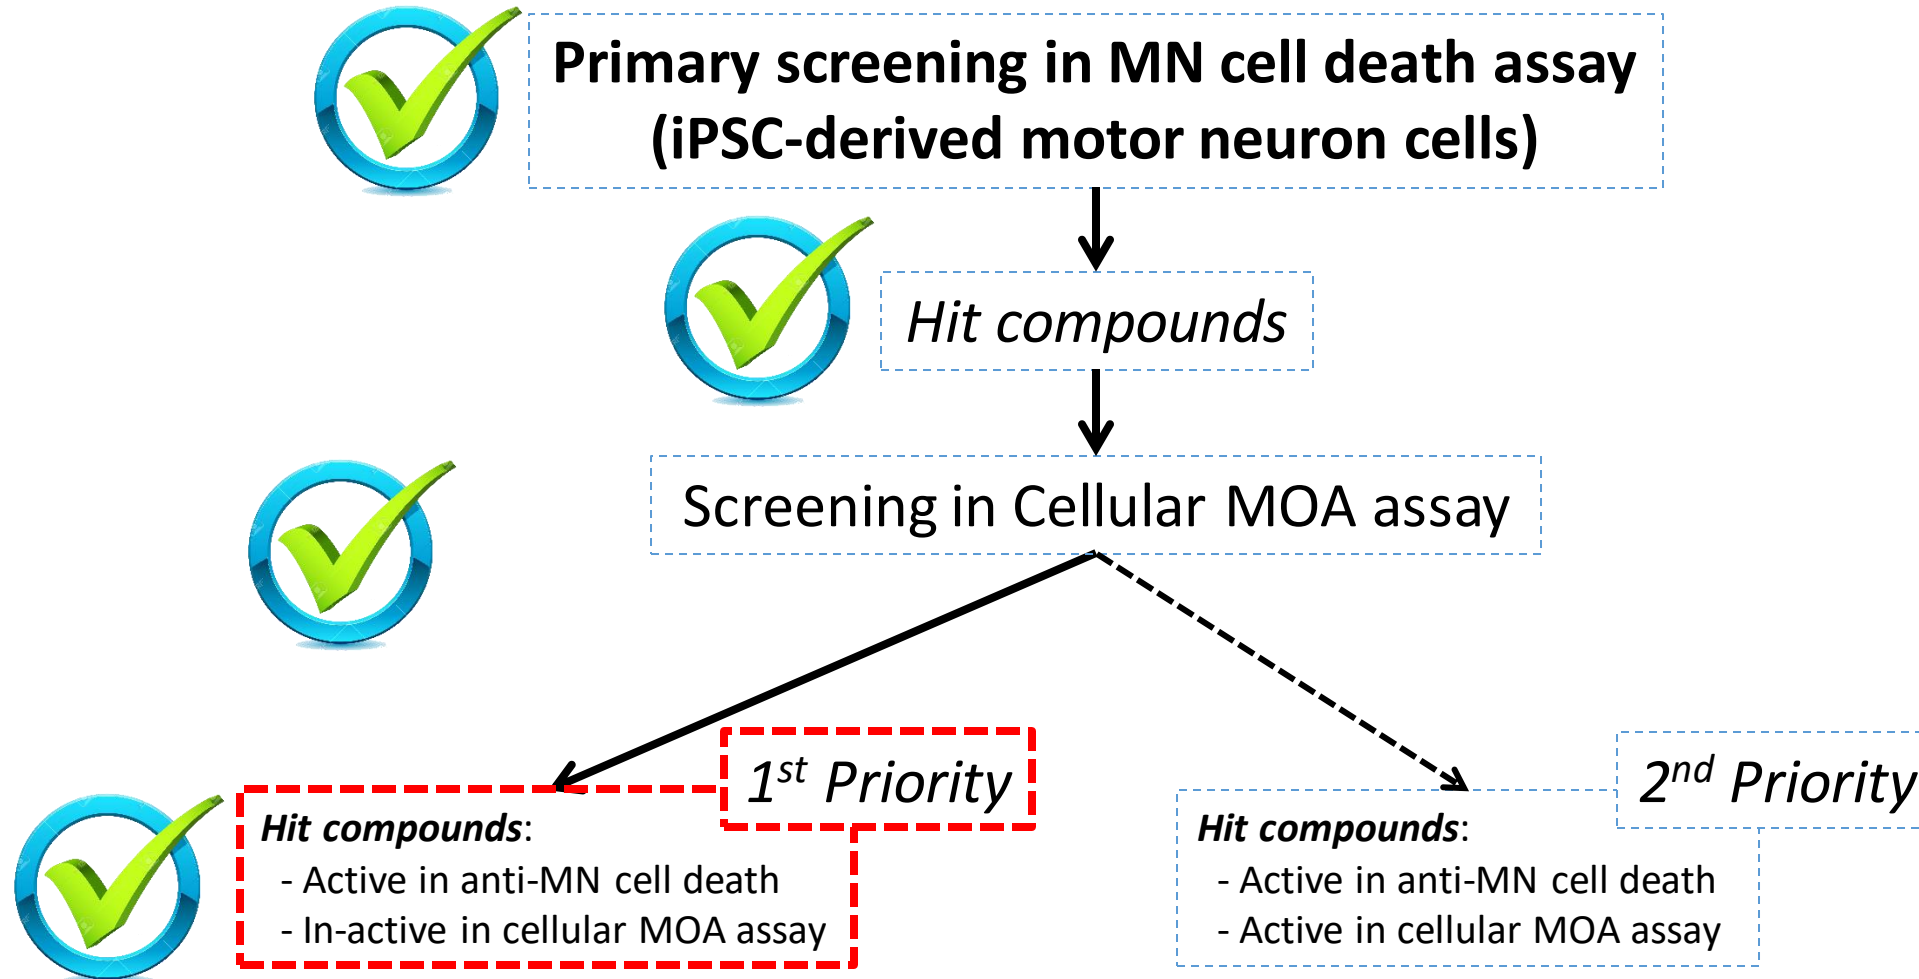 Primary screening in MN cell death assay
(iPSC-derived motor neuron cells)
Hit compounds
Screening in Cellular MOA assay
1st Priority
Hit compounds:
- Active in anti-MN cell death
- In-active in cellular MOA assay
2nd Priority
Hit compounds:
- Active in anti-MN cell death
- Active in cellular MOA assay